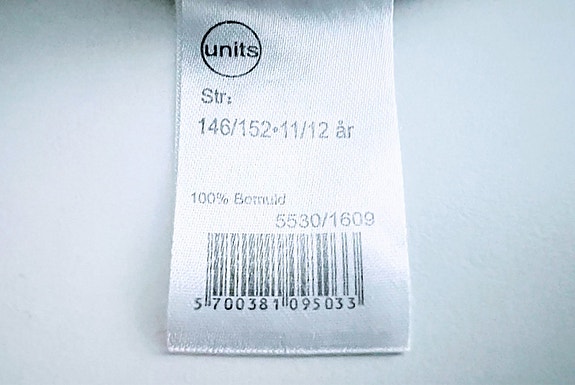 units
Str:
146/152•11/12 år
100% Bomuld
5530/1609
5 700381 095033